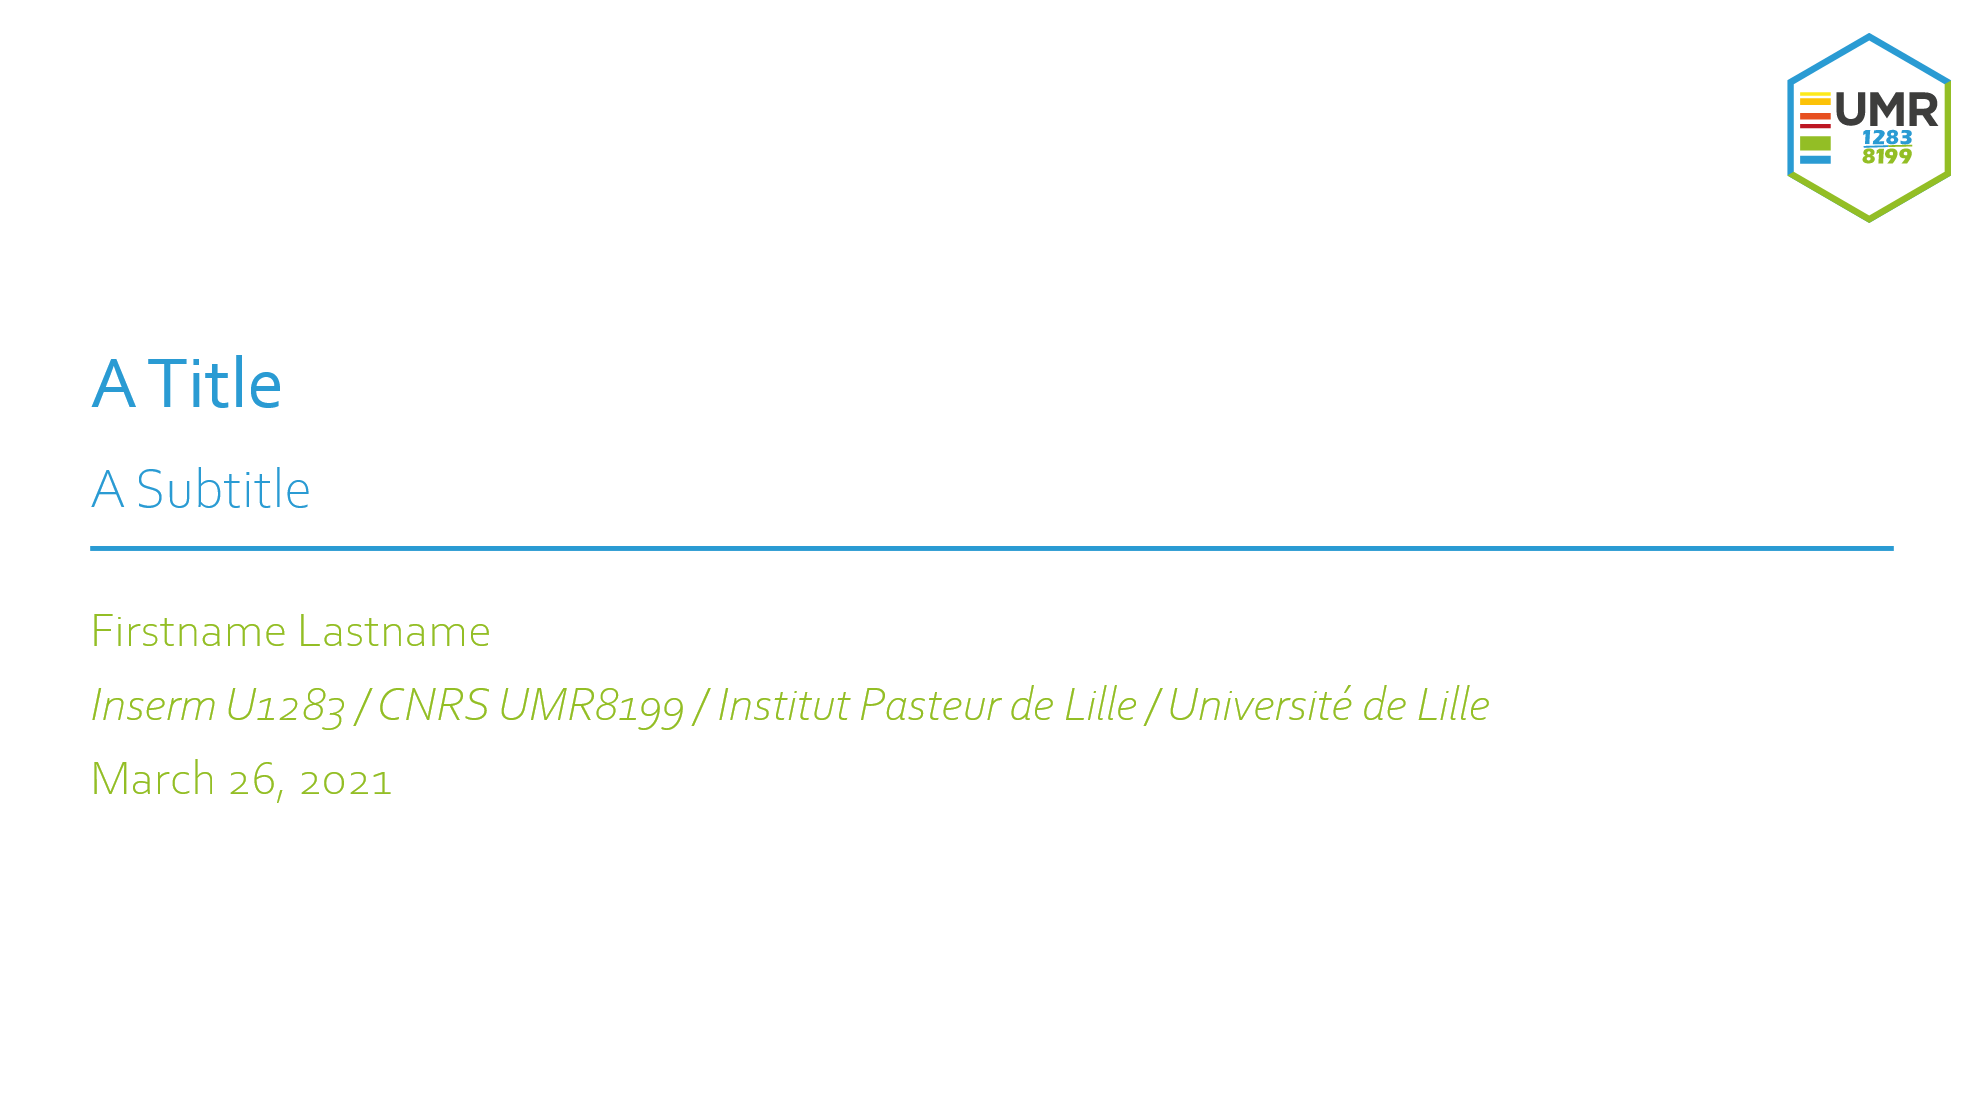 UMR
1283
8199
A Title
A Subtitle
Firstname Lastname
Inserm U1283 / CNRS UMR8199 / Institut Pasteur de Lille / Université de Lille
March 26, 2021